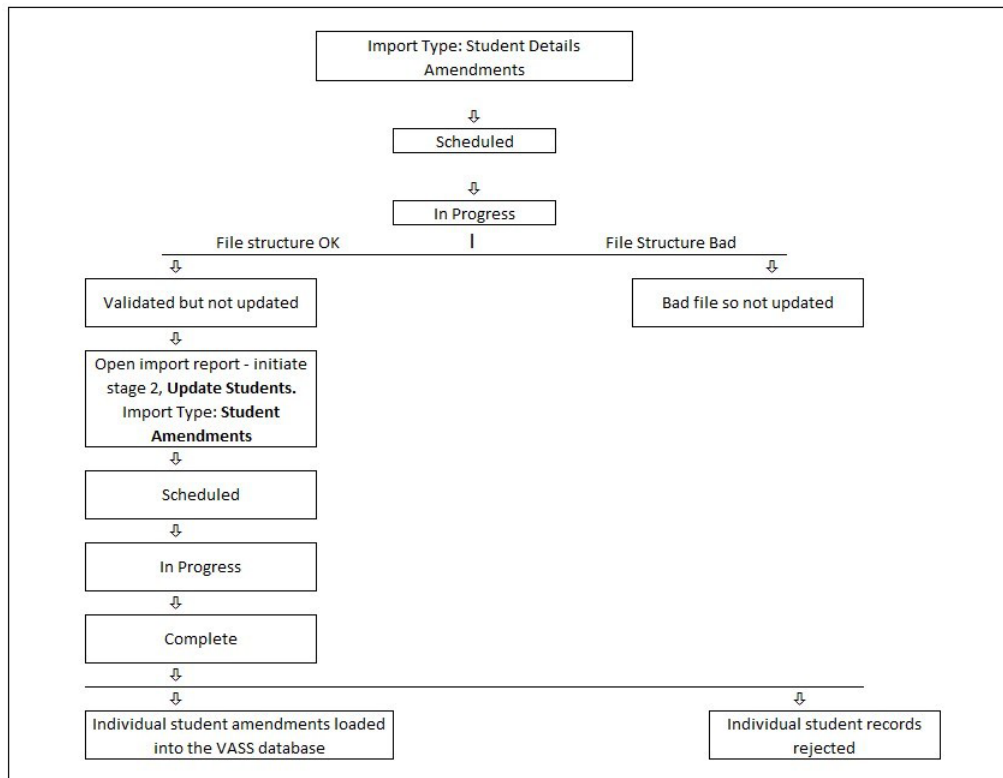 Import Type: Student Details
Amendments
Scheduled
In Progress
File structure OK
File Structure Bad
Validated but not updated
Bad file so not updated
Open import report - initiate
stage 2, Update Students.
Import Type: Student
Amendments
Scheduled
In Progress
Complete
Individual student amendments loaded
into the VASS database
Individual student records
rejected